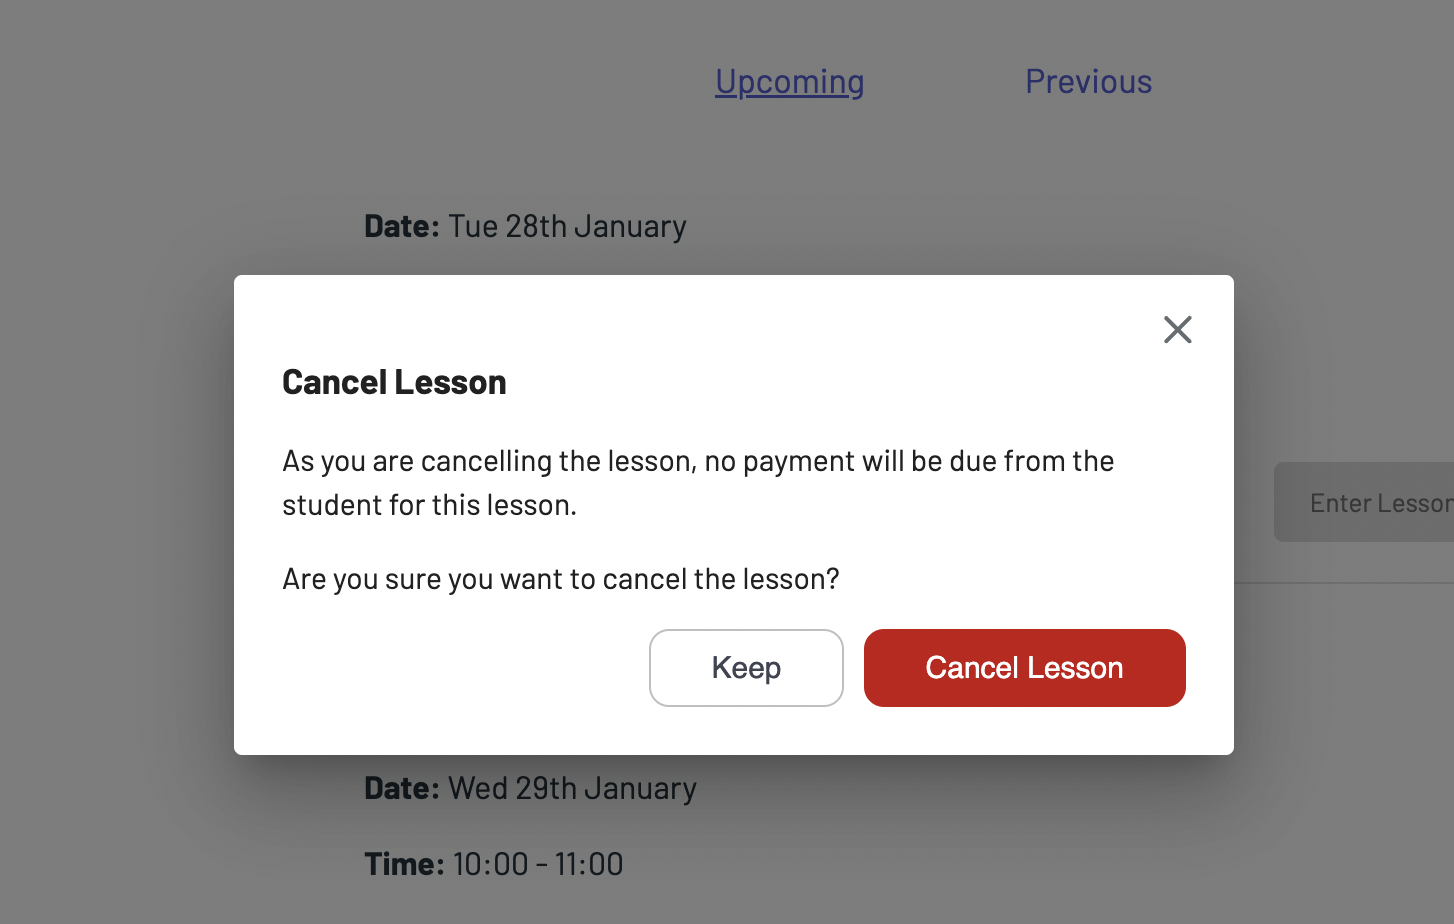 Upcoming Previous
Date: Tue 28th January
Cancel Lesson
As you are cancelling the lesson, no payment will be due from the
student for this lesson.
Enter Lesson
Are you sure you want to cancel the lesson?
Keep Cancel Lesson
Date: Wed 29th January
Time: 10:00 - 11:00